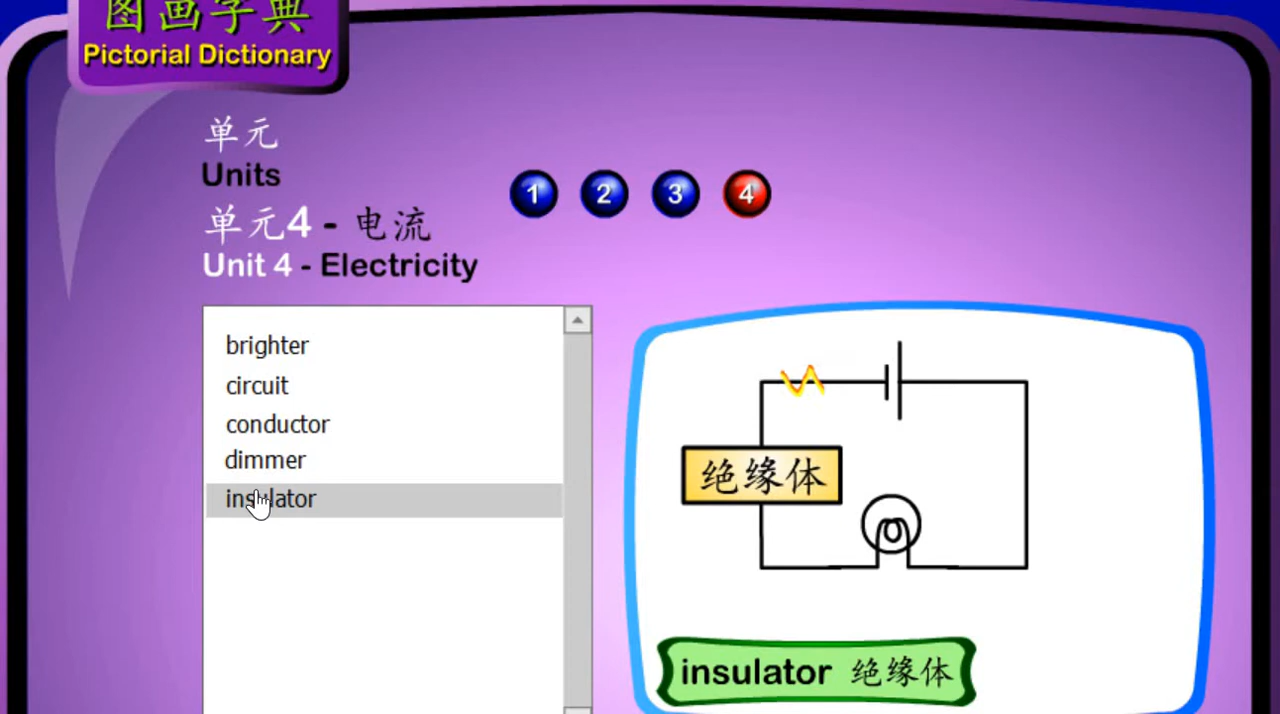 图画字典
Pictorial Dictionary
单元
Units
1 2 3 4
单元4 - 电流
Unit 4 - Electricity
brighter
circuit
conductor
dimmer
insulator
绝缘体
insulator 绝缘体